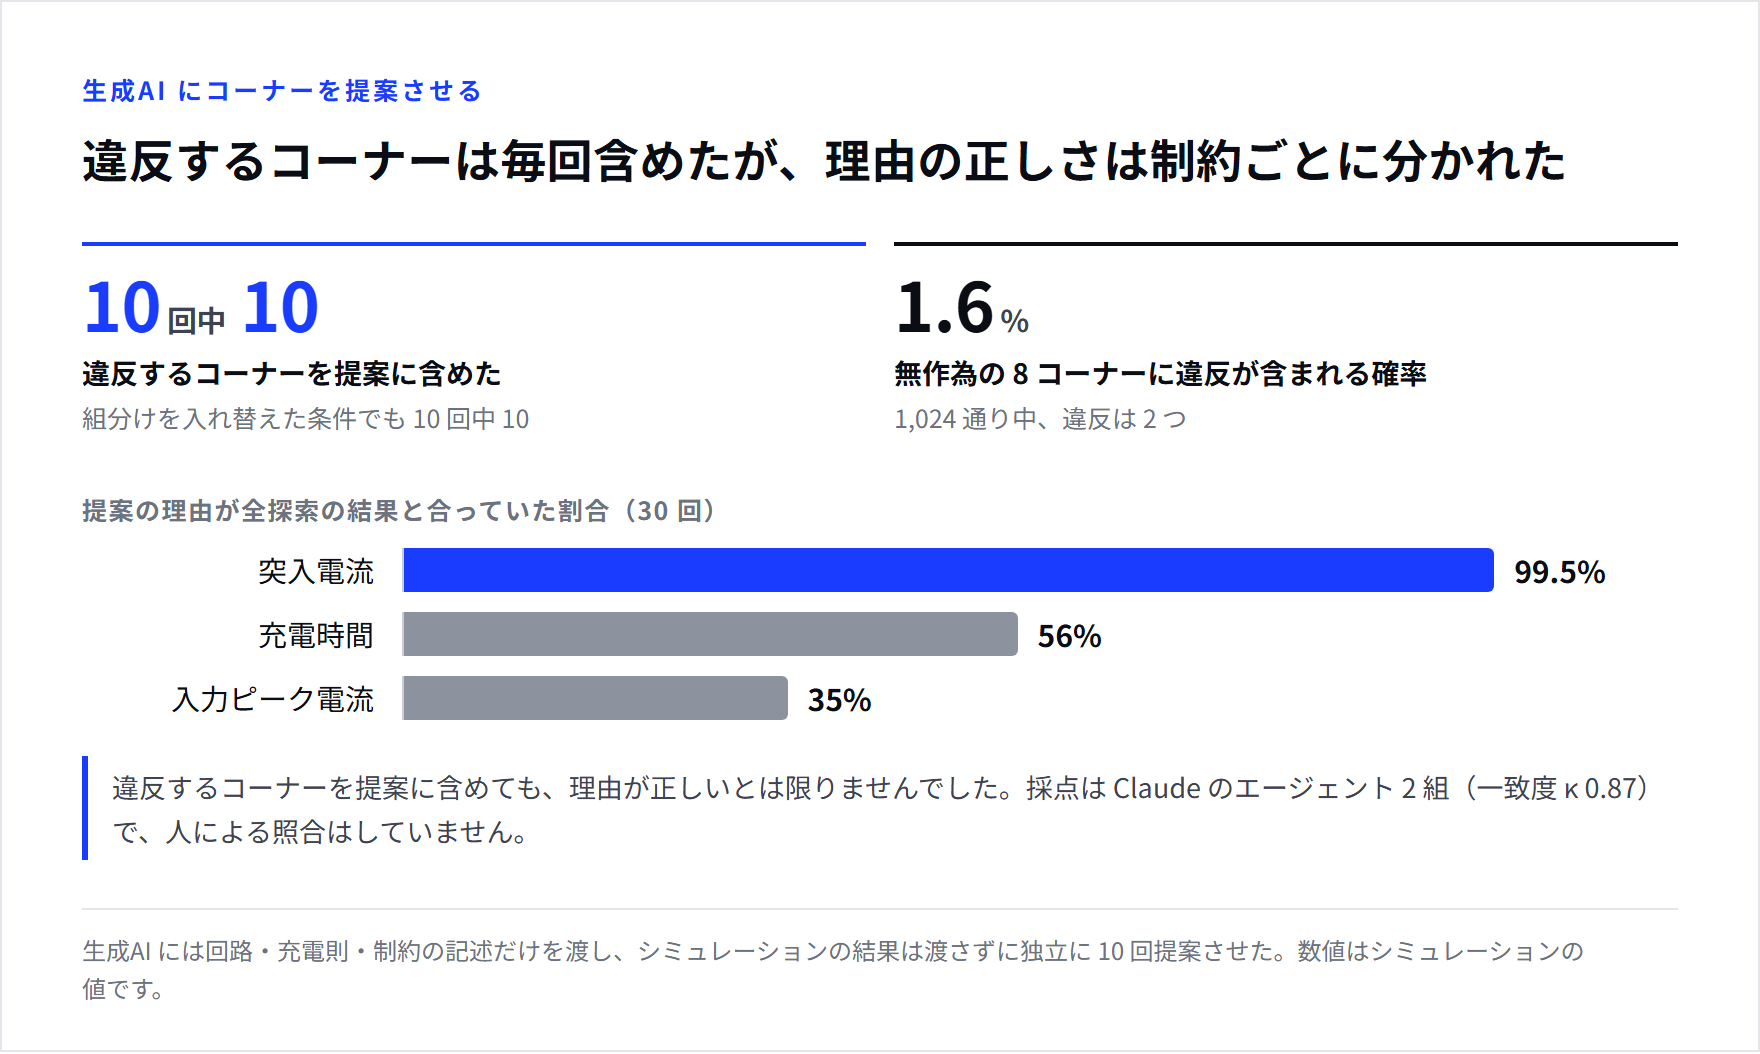 生成AI にコーナーを提案させる
違反するコーナーは毎回含めたが、理由の正しさは制約ごとに分かれた
10 回中 10
違反するコーナーを提案に含めた
組分けを入れ替えた条件でも 10 回中 10
1.6 %
無作為の 8 コーナーに違反が含まれる確率
1,024 通り中、違反は 2 つ
提案の理由が全探索の結果と合っていた割合（30 回）
突入電流 99.5%
充電時間 56%
入力ピーク電流 35%
違反するコーナーを提案に含めても、理由が正しいとは限りませんでした。採点は Claude のエージェント 2 組（一致度 κ 0.87）
で、人による照合はしていません。
生成AI には回路・充電則・制約の記述だけを渡し、シミュレーションの結果は渡さずに独立に 10 回提案させた。数値はシミュレーションの
値です。